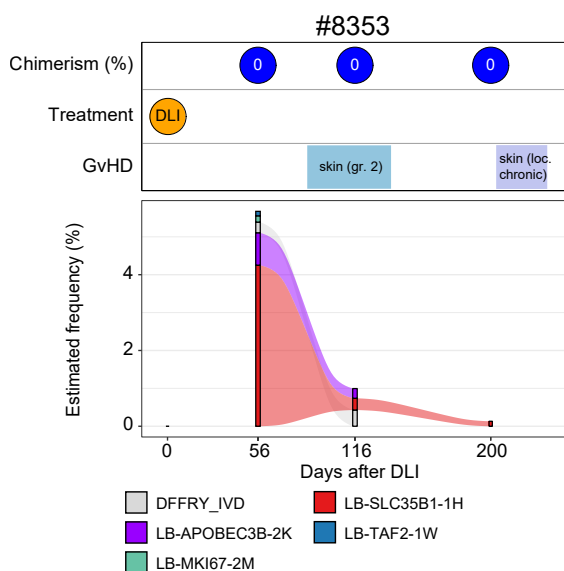 #8353
Chimerism (%)
0
0
0
Treatment
DLI
GvHD
skin (gr. 2)
skin (loc.
chronic)
Estimated frequency (%)
4
2
0
0
56
116
200
Days after DLI
DFFRY_IVD
LB-SLC35B1-1H
LB-APOBEC3B-2K
LB-TAF2-1W
LB-MKI67-2M